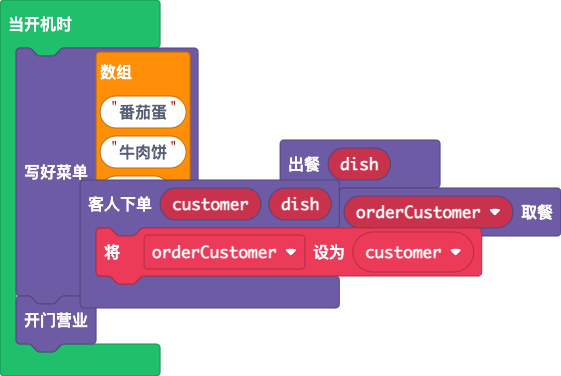 当开机时
数组
"番茄蛋"
"牛肉饼"
写好菜单
出餐 dish
客人下单 customer dish
orderCustomer 取餐
将 orderCustomer 设为 customer
开门营业